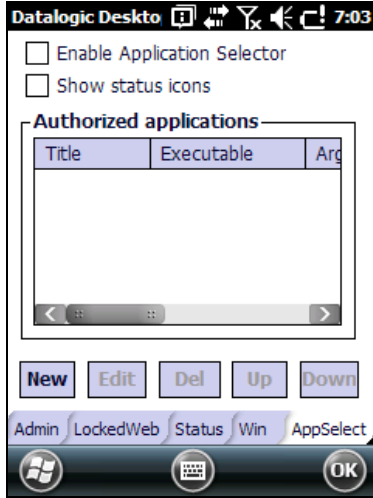 Datalogic Deskto 7:03
Enable Application Selector
Show status icons
Authorized applications
Title Executable Arg
New Edit Del Up Down
Admin LockedWeb Status Win AppSelect
OK